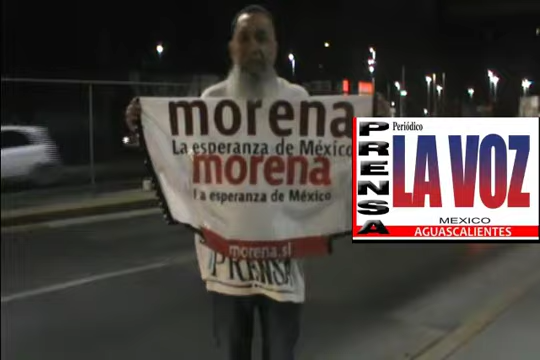 morena
La esperanza de México
morena
La esperanza de México
morena.si
PRENSA
PRENSA
Periódico
LA VOZ
MEXICO
AGUASCALIENTES